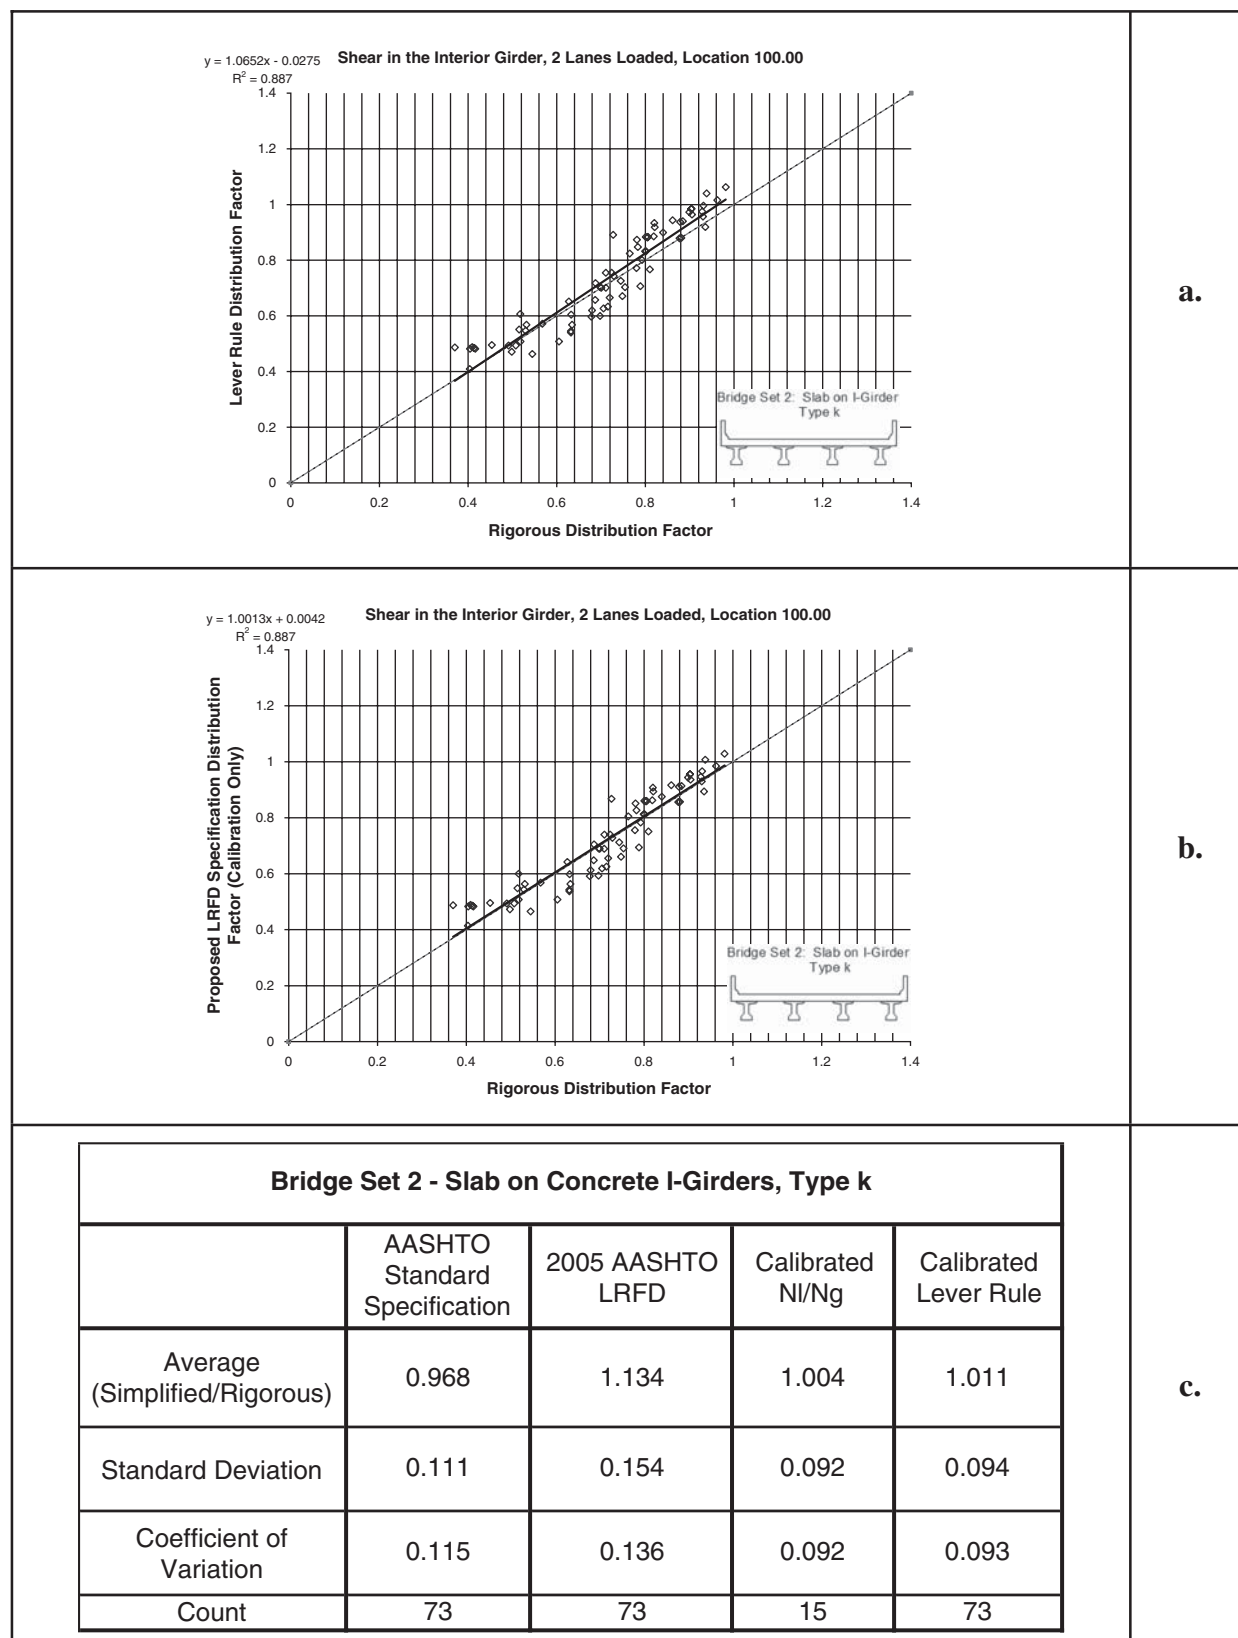 y = 1.0652x - 0.0275
R² = 0.887
Shear in the Interior Girder, 2 Lanes Loaded, Location 100.00
1.4
1.2
1
0.8
0.6
0.4
0.2
0
Lever Rule Distribution Factor
0 0.2 0.4 0.6 0.8 1 1.2 1.4
Rigorous Distribution Factor
Bridge Set 2: Slab on I-Girder
Type k
a.
y = 1.0013x + 0.0042
R² = 0.887
Shear in the Interior Girder, 2 Lanes Loaded, Location 100.00
1.4
1.2
1
0.8
0.6
0.4
0.2
0
Proposed LRFD Specification Distribution
Factor (Calibration Only)
0 0.2 0.4 0.6 0.8 1 1.2 1.4
Rigorous Distribution Factor
Bridge Set 2: Slab on I-Girder
Type k
b.
Bridge Set 2 - Slab on Concrete I-Girders, Type k
AASHTO
Standard
Specification
2005 AASHTO
LRFD
Calibrated
Nl/Ng
Calibrated
Lever Rule
Average
(Simplified/Rigorous)
0.968 1.134 1.004 1.011
Standard Deviation 0.111 0.154 0.092 0.094
Coefficient of
Variation
0.115 0.136 0.092 0.093
Count 73 73 15 73
c.